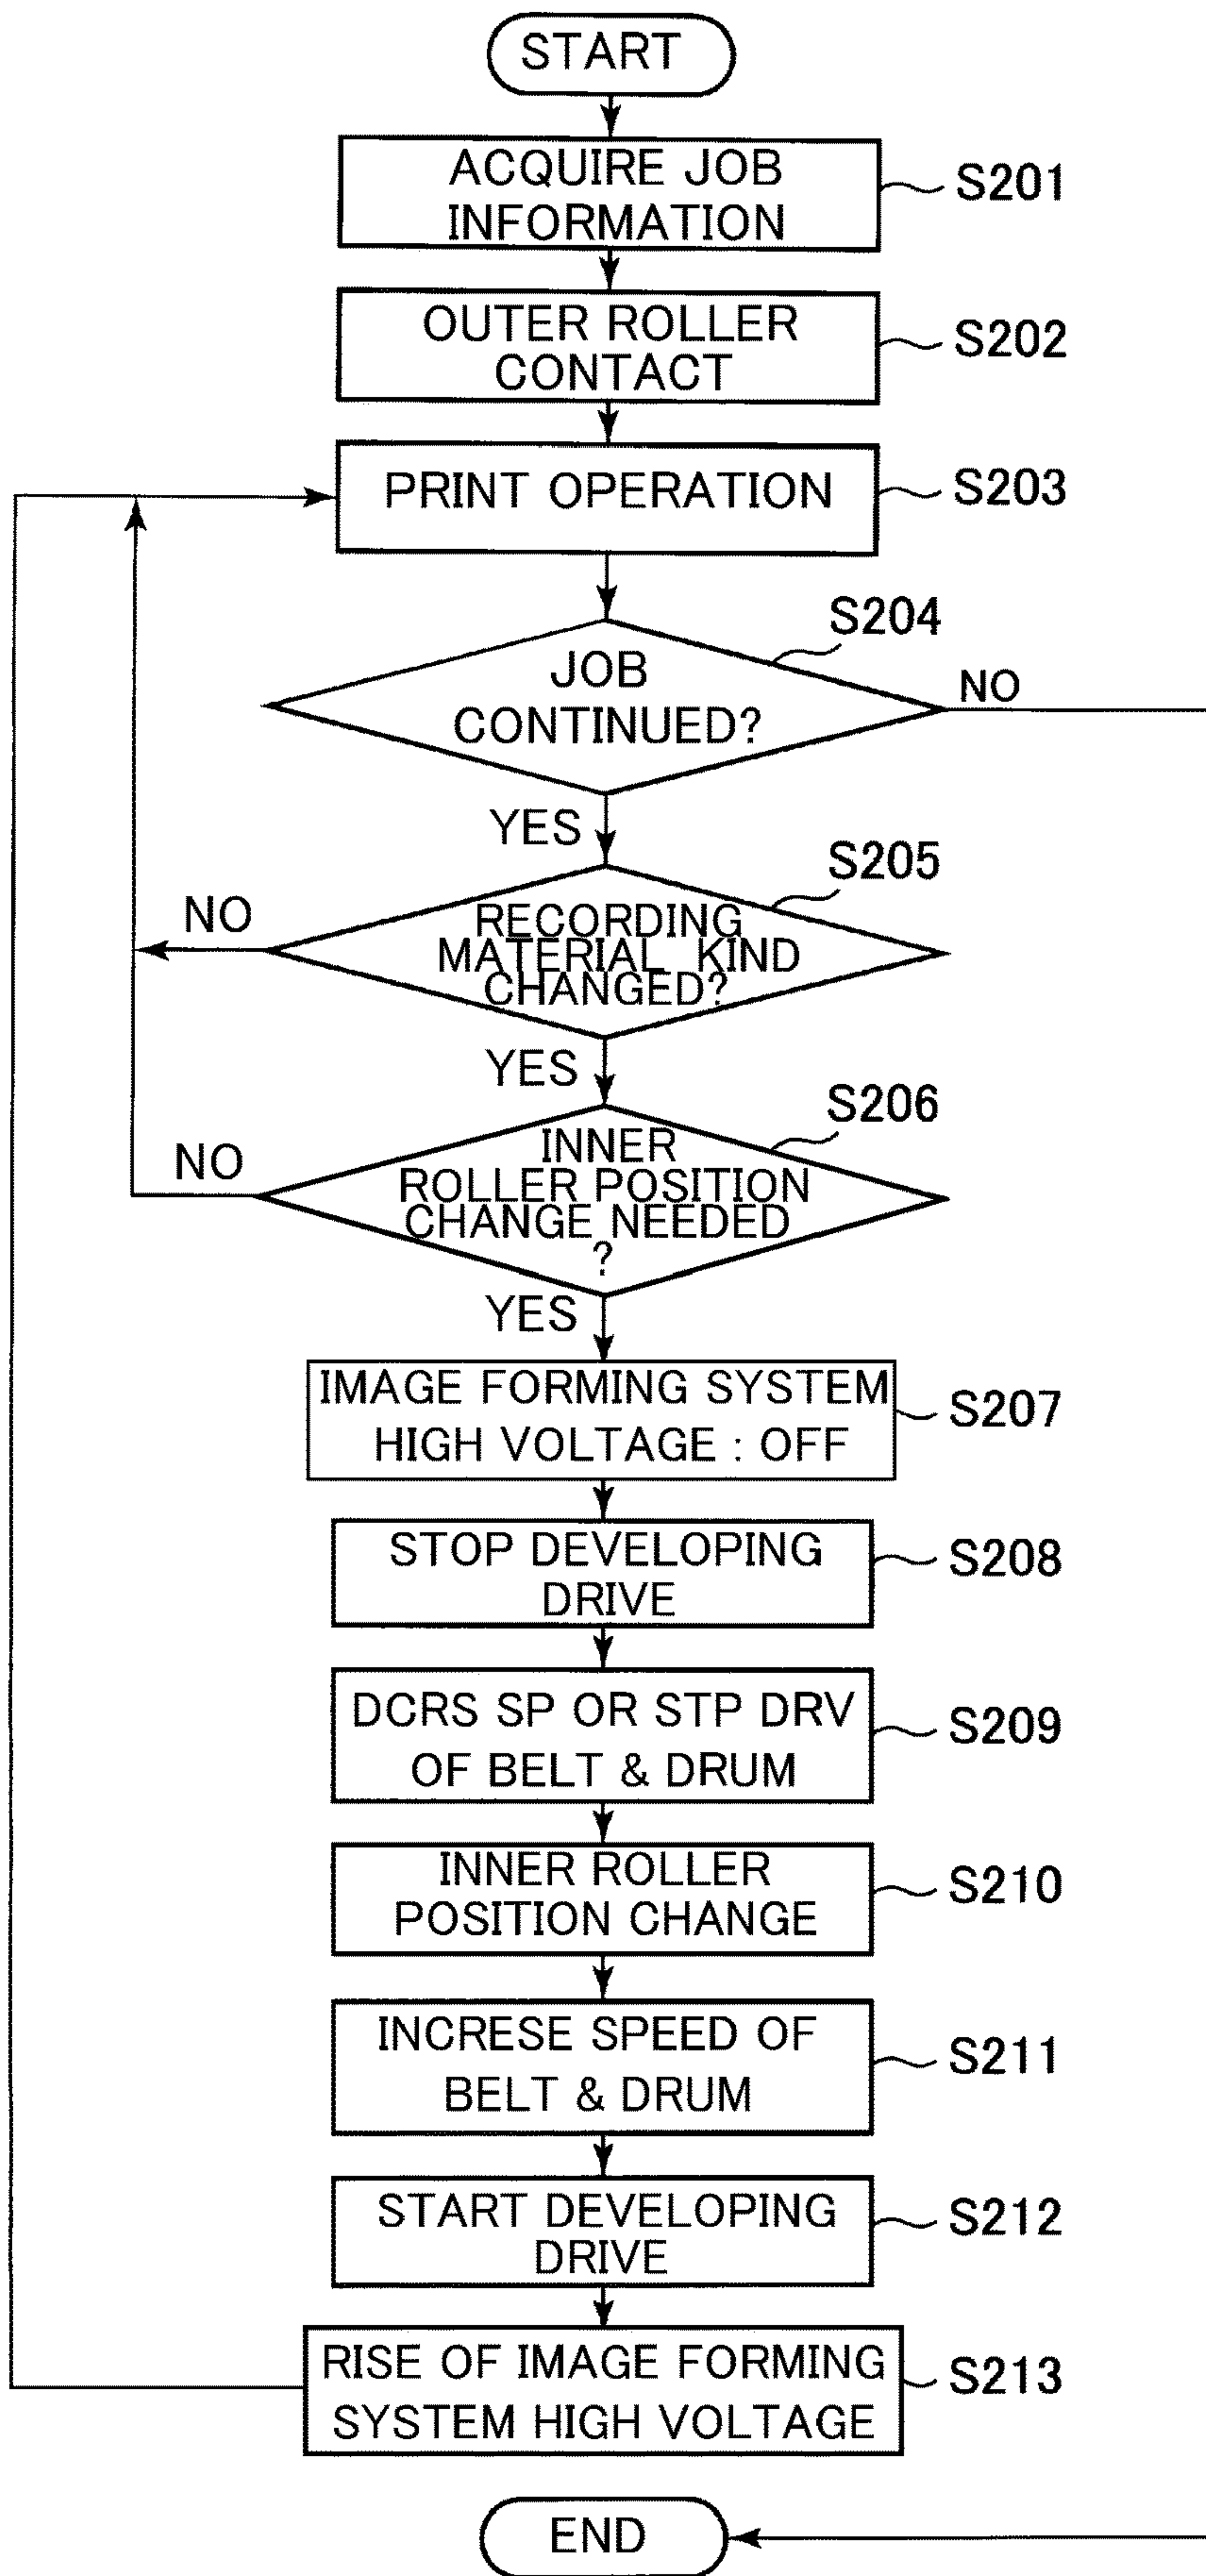 START
ACQUIRE JOB
INFORMATION
S201
OUTER ROLLER
CONTACT
S202
PRINT OPERATION
S203
S204
JOB
CONTINUED?
NO
YES
S205
RECORDING
MATERIAL KIND
CHANGED?
NO
YES
S206
INNER
ROLLER POSITION
CHANGE NEEDED
?
NO
YES
IMAGE FORMING SYSTEM
HIGH VOLTAGE : OFF
S207
STOP DEVELOPING
DRIVE
S208
DCRS SP OR STP DRV
OF BELT & DRUM
S209
INNER ROLLER
POSITION CHANGE
S210
INCRESE SPEED OF
BELT & DRUM
S211
START DEVELOPING
DRIVE
S212
RISE OF IMAGE FORMING
SYSTEM HIGH VOLTAGE
S213
END